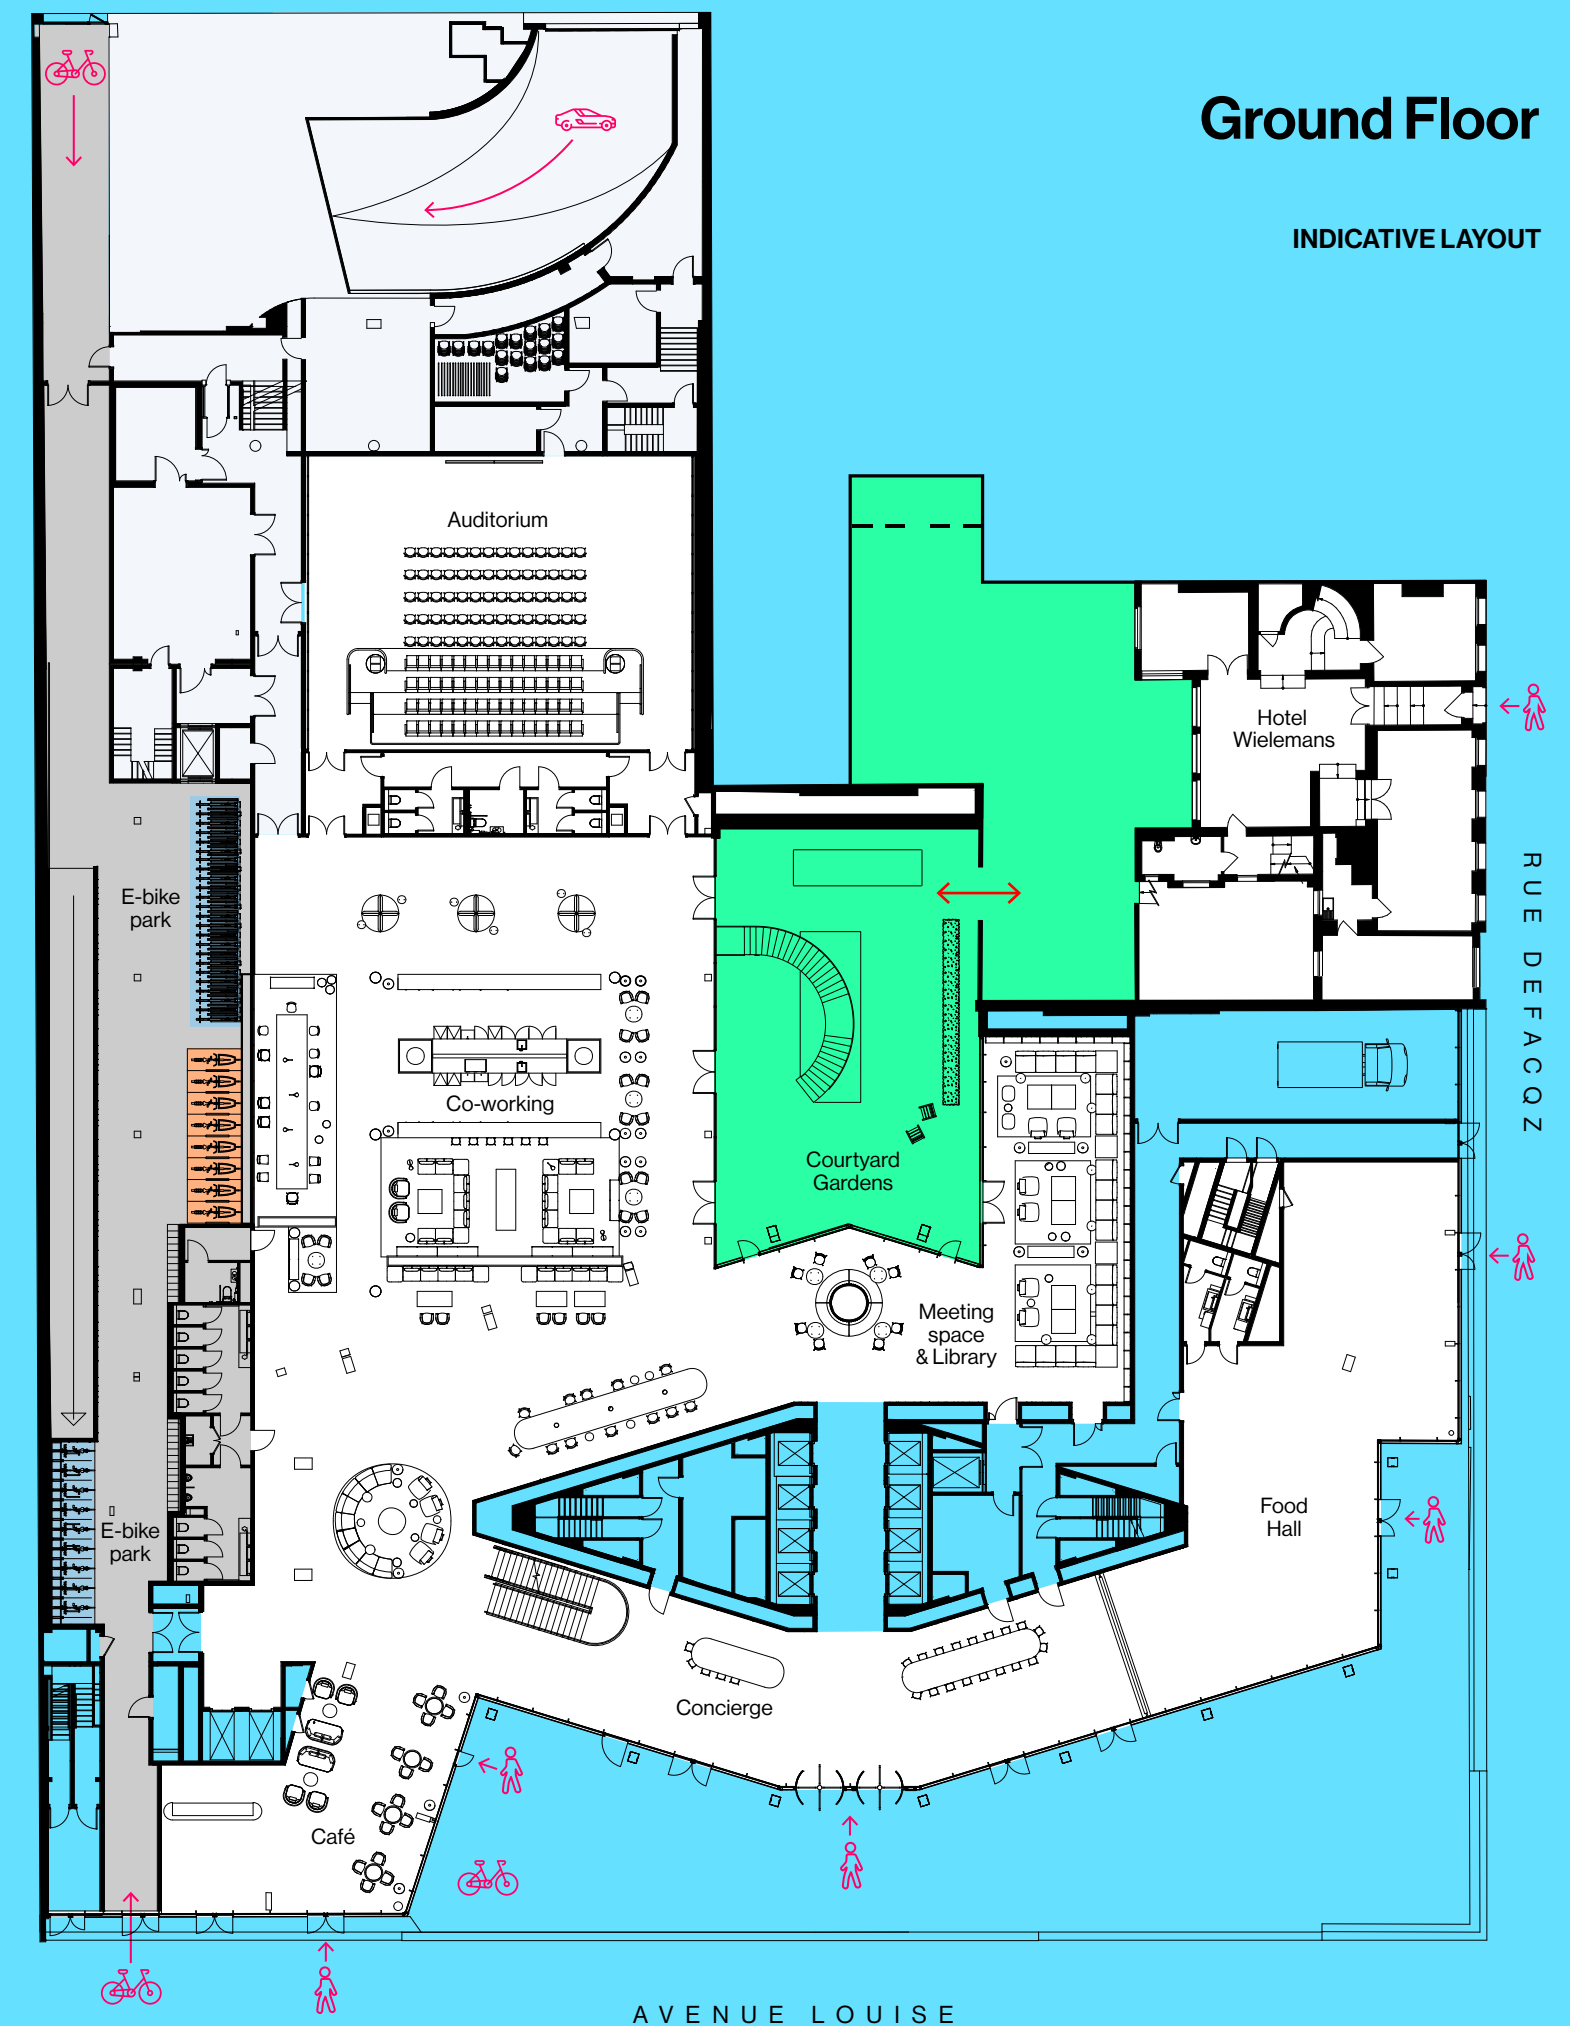 Ground Floor
INDICATIVE LAYOUT
Auditorium
Hotel
Wielemans
E-bike
park
RUE DEFACQZ
Co-working
Courtyard
Gardens
Meeting
space
& Library
Food
Hall
E-bike
park
Concierge
Café
AVENUE LOUISE